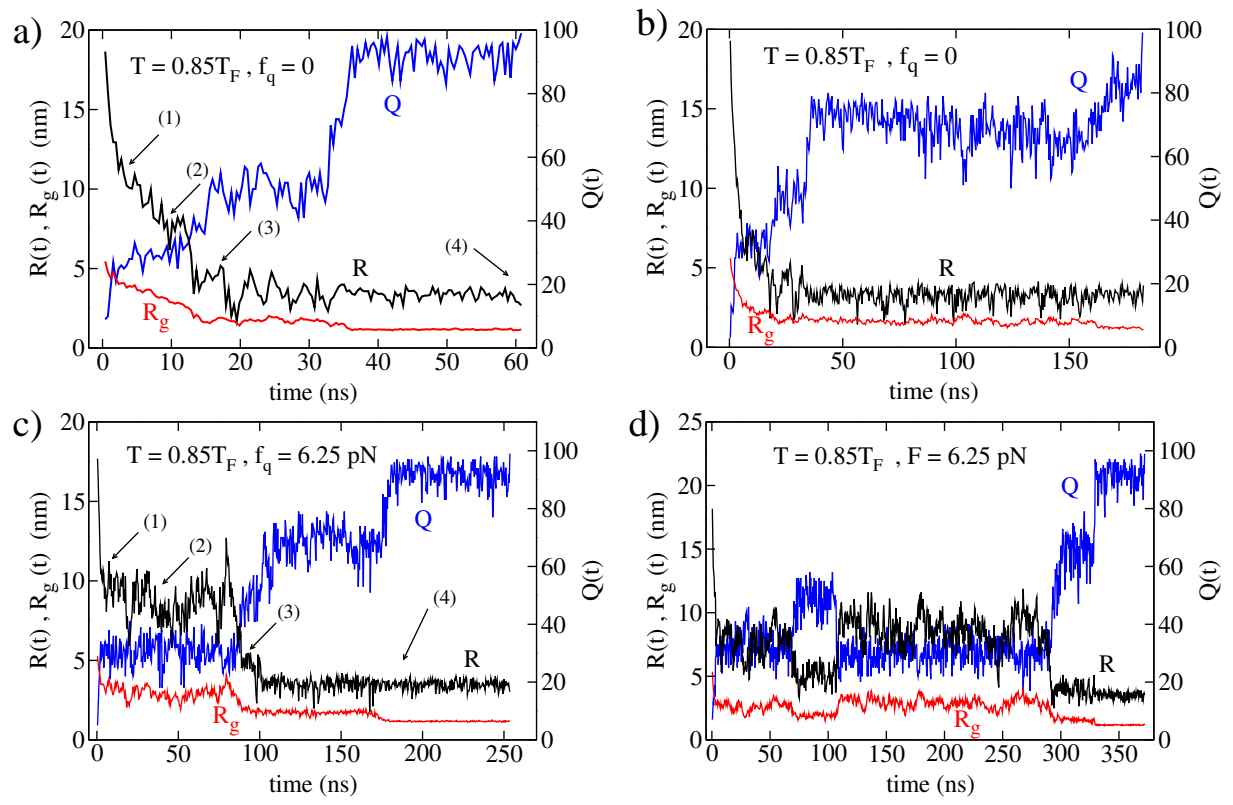 a)
T = 0.85T_F , f_q = 0
R(t) , R_g (t) (nm)
20
15
10
5
0
100
80
60
40
20
0
Q(t)
(1)
(2)
(3)
(4)
Q
R
R_g
0 10 20 30 40 50 60
time (ns)
b)
T = 0.85T_F , f_q = 0
R(t) , R_g (t) (nm)
20
15
10
5
0
100
80
60
40
20
0
Q(t)
Q
R
R_g
0 50 100 150
time (ns)
c)
T = 0.85T_F , f_q = 6.25 pN
R(t) , R_g (t) (nm)
20
15
10
5
0
100
80
60
40
20
0
Q(t)
(1)
(2)
(3)
(4)
Q
R
R_g
0 50 100 150 200 250
time (ns)
d)
T = 0.85T_F , F = 6.25 pN
R(t) , R_g (t) (nm)
25
20
15
10
5
0
100
80
60
40
20
0
Q(t)
Q
R
R_g
0 50 100 150 200 250 300 350
time (ns)